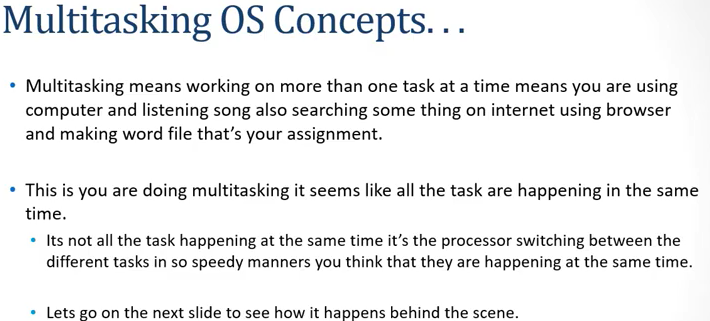 Multitasking OS Concepts. . .
• Multitasking means working on more than one task at a time means you are using
computer and listening song also searching some thing on internet using browser
and making word file that's your assignment.
• This is you are doing multitasking it seems like all the task are happening in the same
time.
• Its not all the task happening at the same time it's the processor switching between the
different tasks in so speedy manners you think that they are happening at the same time.
• Lets go on the next slide to see how it happens behind the scene.